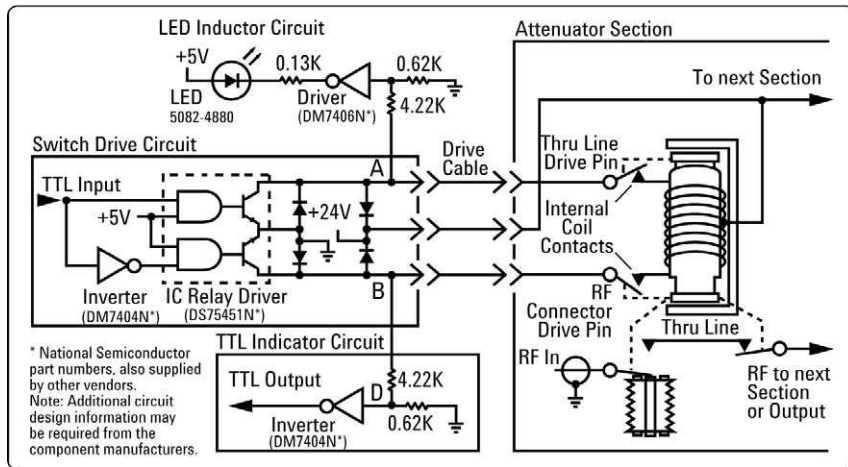 LED Inductor Circuit
Attenuator Section
+5V
0.13K
0.62K
LED
5082-4880
Driver
(DM7406N*)
4.22K
To next Section
Switch Drive Circuit
A
Drive
Cable
Thru Line
Drive Pin
TTL Input
+5V
+24V
Internal
Coil
Contacts
Inverter
(DM7404N*)
IC Relay Driver
(DS75451N*)
B
RF
Connector
Drive Pin
Thru Line
TTL Indicator Circuit
RF In
RF to next
Section
or Output
* National Semiconductor
part numbers, also supplied
by other vendors.
Note: Additional circuit
design information may
be required from the
component manufacturers.
TTL Output
D
4.22K
Inverter
(DM7404N*)
0.62K